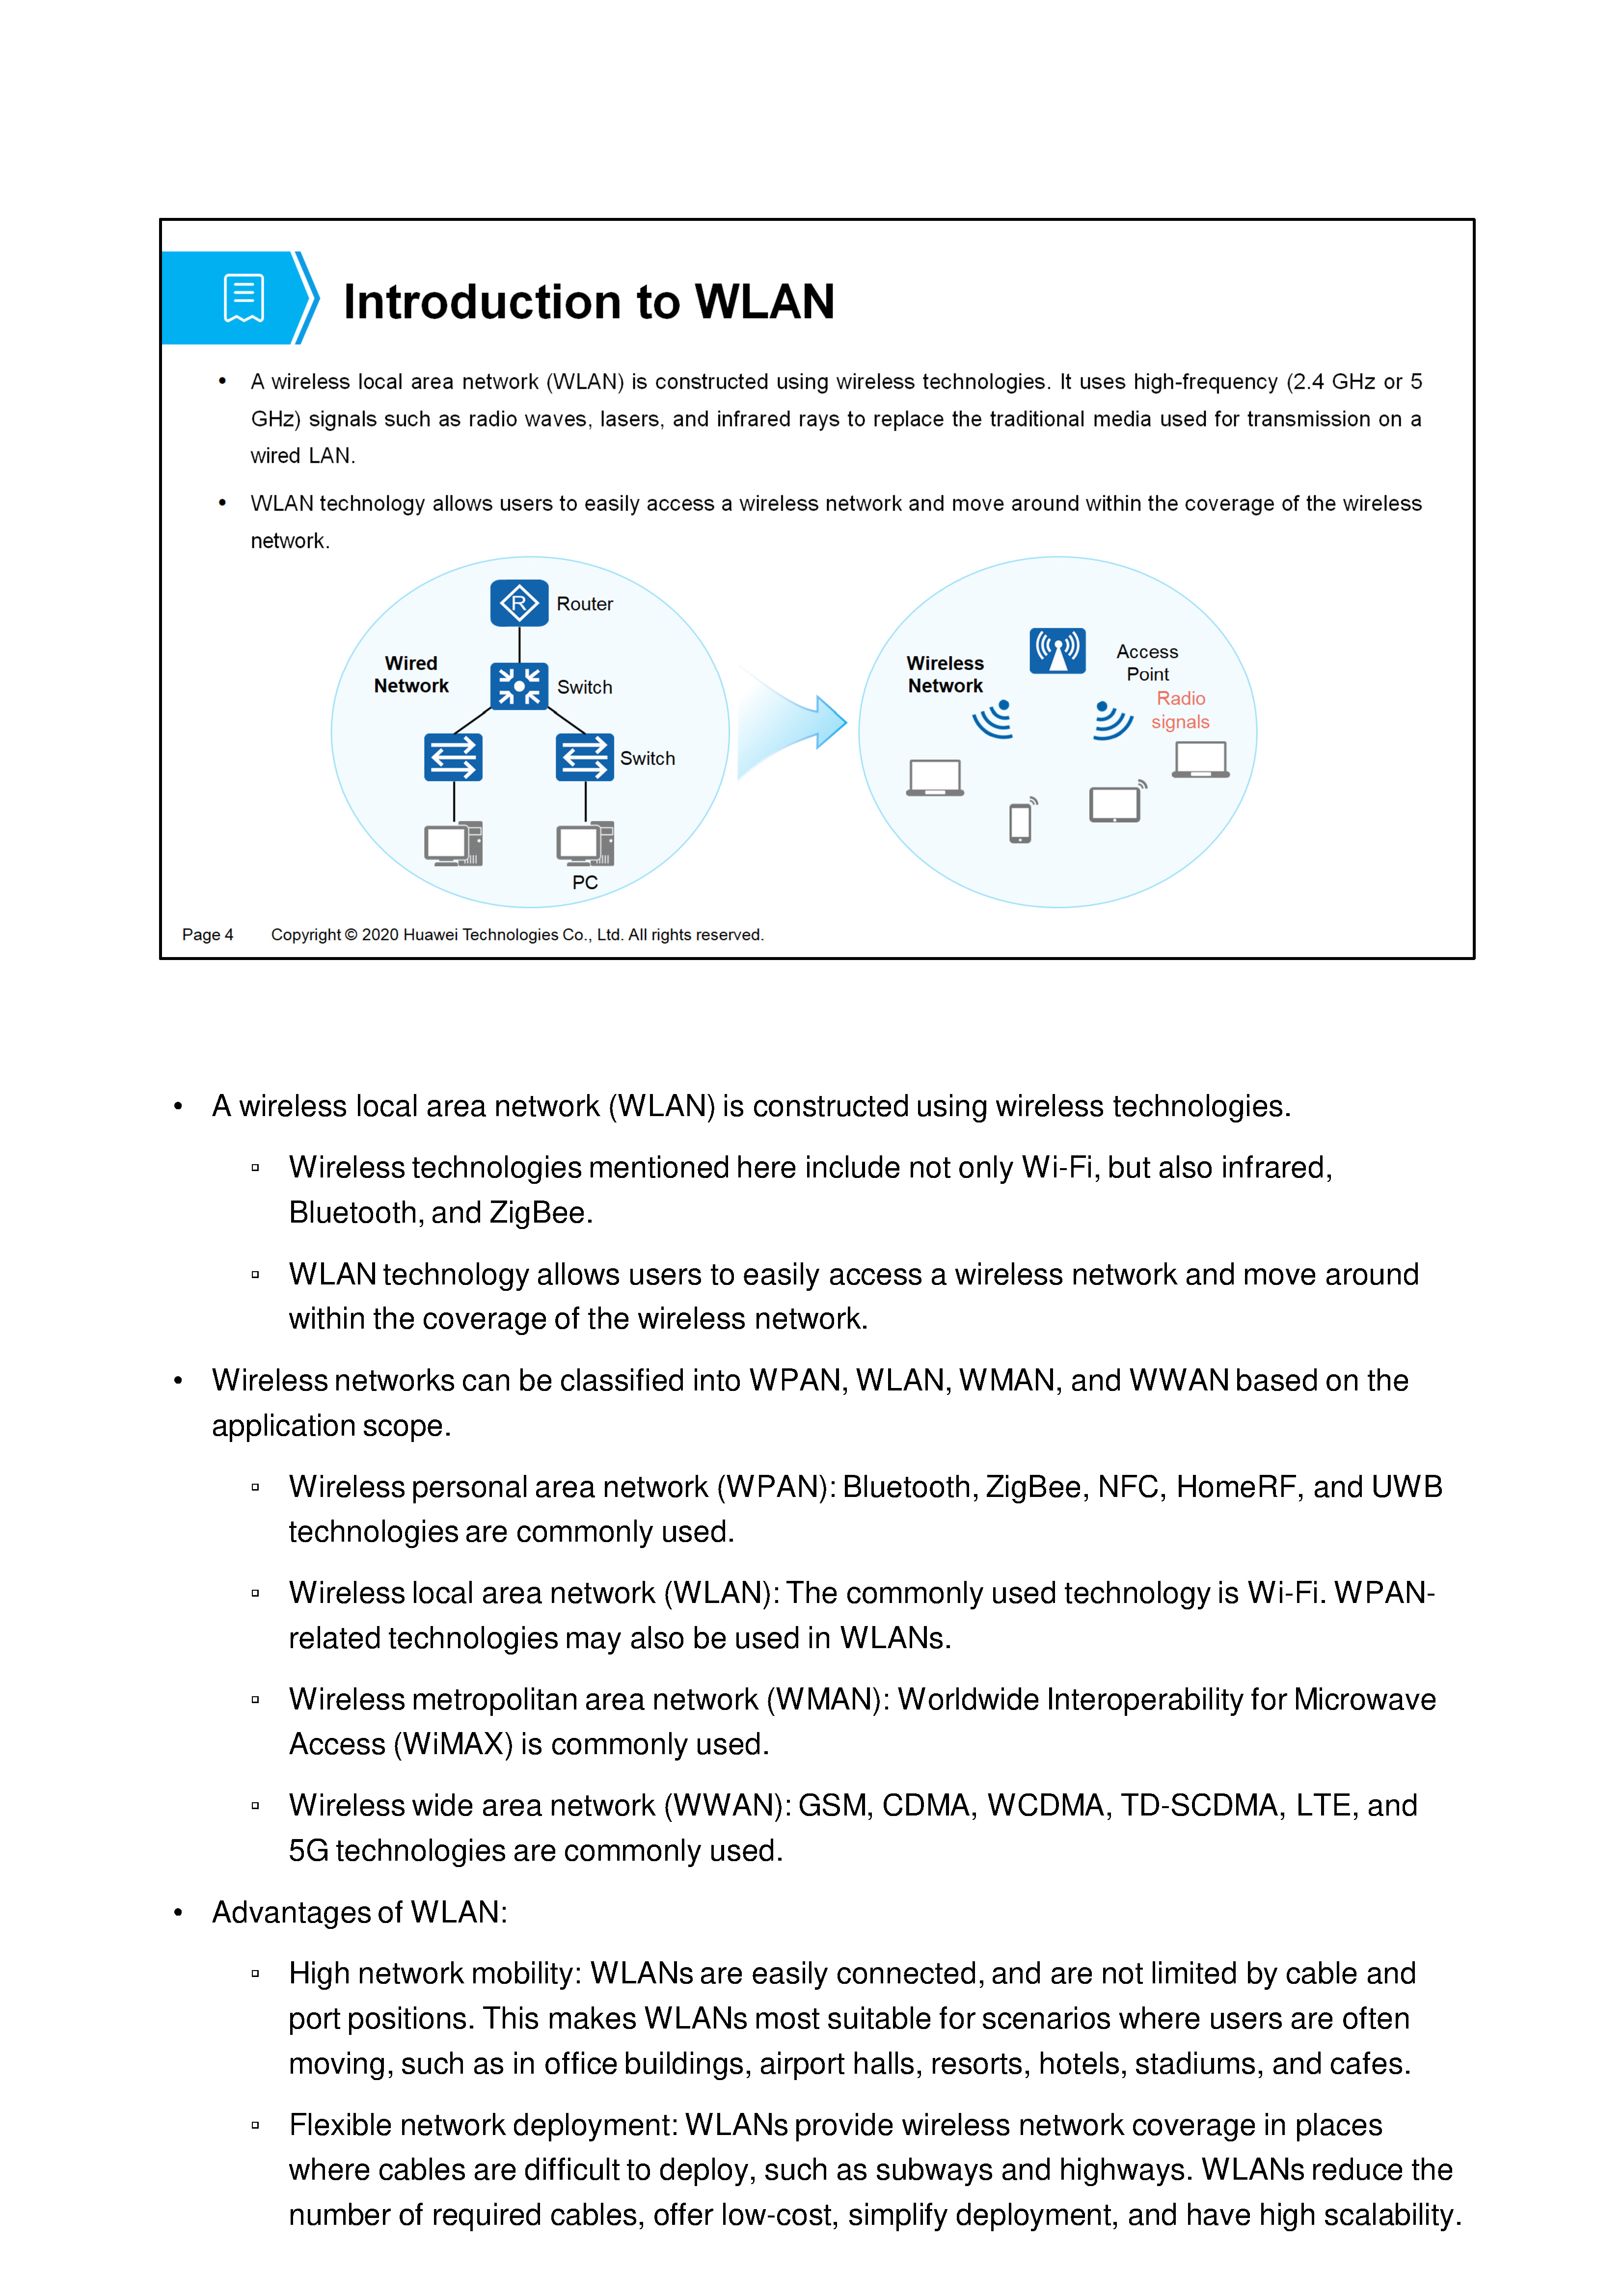 Introduction to WLAN
• A wireless local area network (WLAN) is constructed using wireless technologies. It uses high-frequency (2.4 GHz or 5
GHz) signals such as radio waves, lasers, and infrared rays to replace the traditional media used for transmission on a
wired LAN.
• WLAN technology allows users to easily access a wireless network and move around within the coverage of the wireless
network.
R
Router
Wired
Network
Switch
Switch
PC
Wireless
Network
Access
Point
Radio
signals
Page 4 Copyright © 2020 Huawei Technologies Co., Ltd. All rights reserved.
• A wireless local area network (WLAN) is constructed using wireless technologies.
▫ Wireless technologies mentioned here include not only Wi-Fi, but also infrared,
Bluetooth, and ZigBee.
▫ WLAN technology allows users to easily access a wireless network and move around
within the coverage of the wireless network.
• Wireless networks can be classified into WPAN, WLAN, WMAN, and WWAN based on the
application scope.
▫ Wireless personal area network (WPAN): Bluetooth, ZigBee, NFC, HomeRF, and UWB
technologies are commonly used.
▫ Wireless local area network (WLAN): The commonly used technology is Wi-Fi. WPAN-
related technologies may also be used in WLANs.
▫ Wireless metropolitan area network (WMAN): Worldwide Interoperability for Microwave
Access (WiMAX) is commonly used.
▫ Wireless wide area network (WWAN): GSM, CDMA, WCDMA, TD-SCDMA, LTE, and
5G technologies are commonly used.
• Advantages of WLAN:
▫ High network mobility: WLANs are easily connected, and are not limited by cable and
port positions. This makes WLANs most suitable for scenarios where users are often
moving, such as in office buildings, airport halls, resorts, hotels, stadiums, and cafes.
▫ Flexible network deployment: WLANs provide wireless network coverage in places
where cables are difficult to deploy, such as subways and highways. WLANs reduce the
number of required cables, offer low-cost, simplify deployment, and have high scalability.